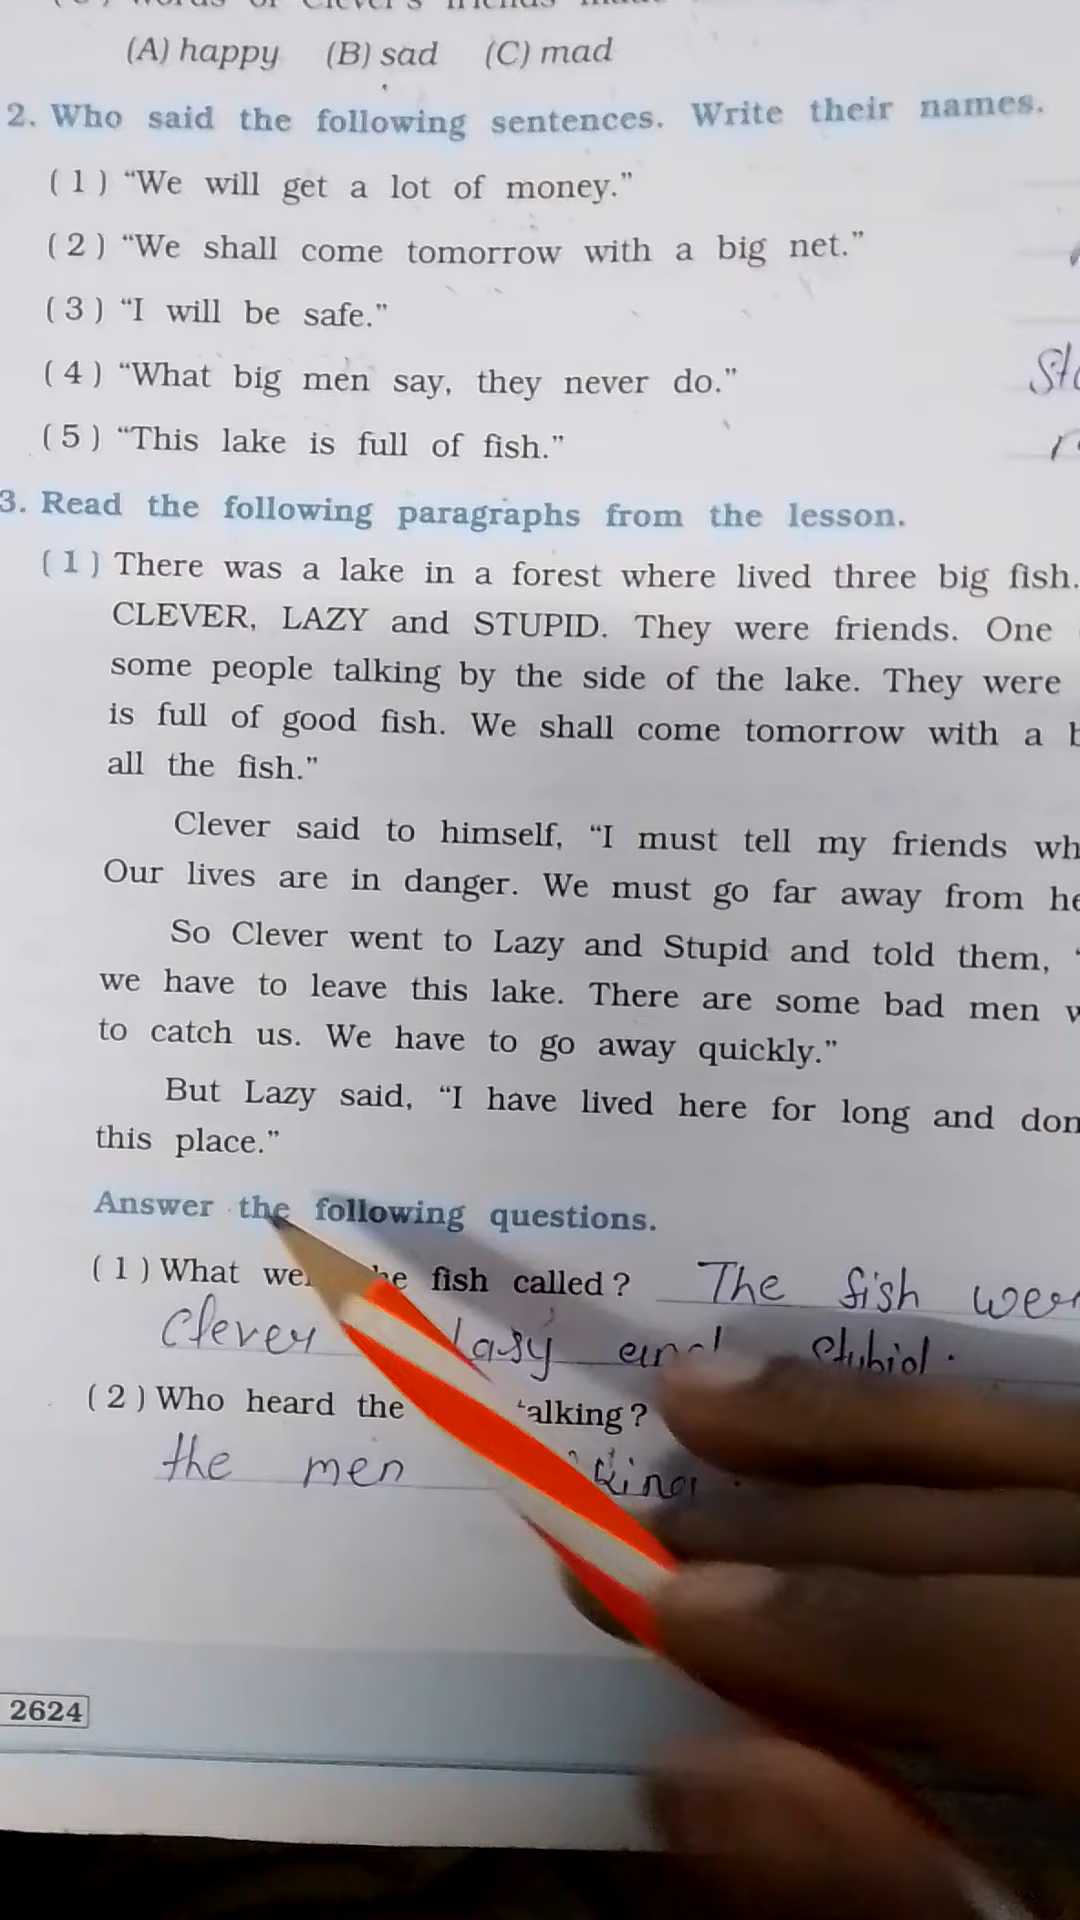 (A) happy (B) sad (C) mad
2. Who said the following sentences. Write their names.
(1) “We will get a lot of money.”
(2) “We shall come tomorrow with a big net.”
(3) “I will be safe.”
(4) “What big men say, they never do.”
(5) “This lake is full of fish.”
3. Read the following paragraphs from the lesson.
(1) There was a lake in a forest where lived three big fish.
CLEVER, LAZY and STUPID. They were friends. One
some people talking by the side of the lake. They were
is full of good fish. We shall come tomorrow with a
all the fish.”
Clever said to himself, “I must tell my friends
Our lives are in danger. We must go far away from
So Clever went to Lazy and Stupid and told them,
we have to leave this lake. There are some bad men
to catch us. We have to go away quickly.”
But Lazy said, “I have lived here for long and
this place.”
Answer the following questions.
(1) What fish called? The fish
Clever Lasy and
(2) Who heard the
the men
2624